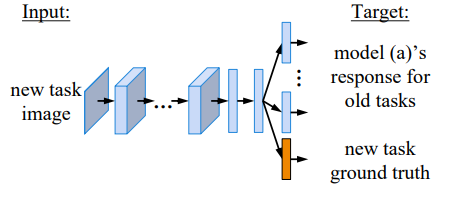 Input:
Target:
new task
image
...
model (a)'s
response for
old tasks
new task
ground truth